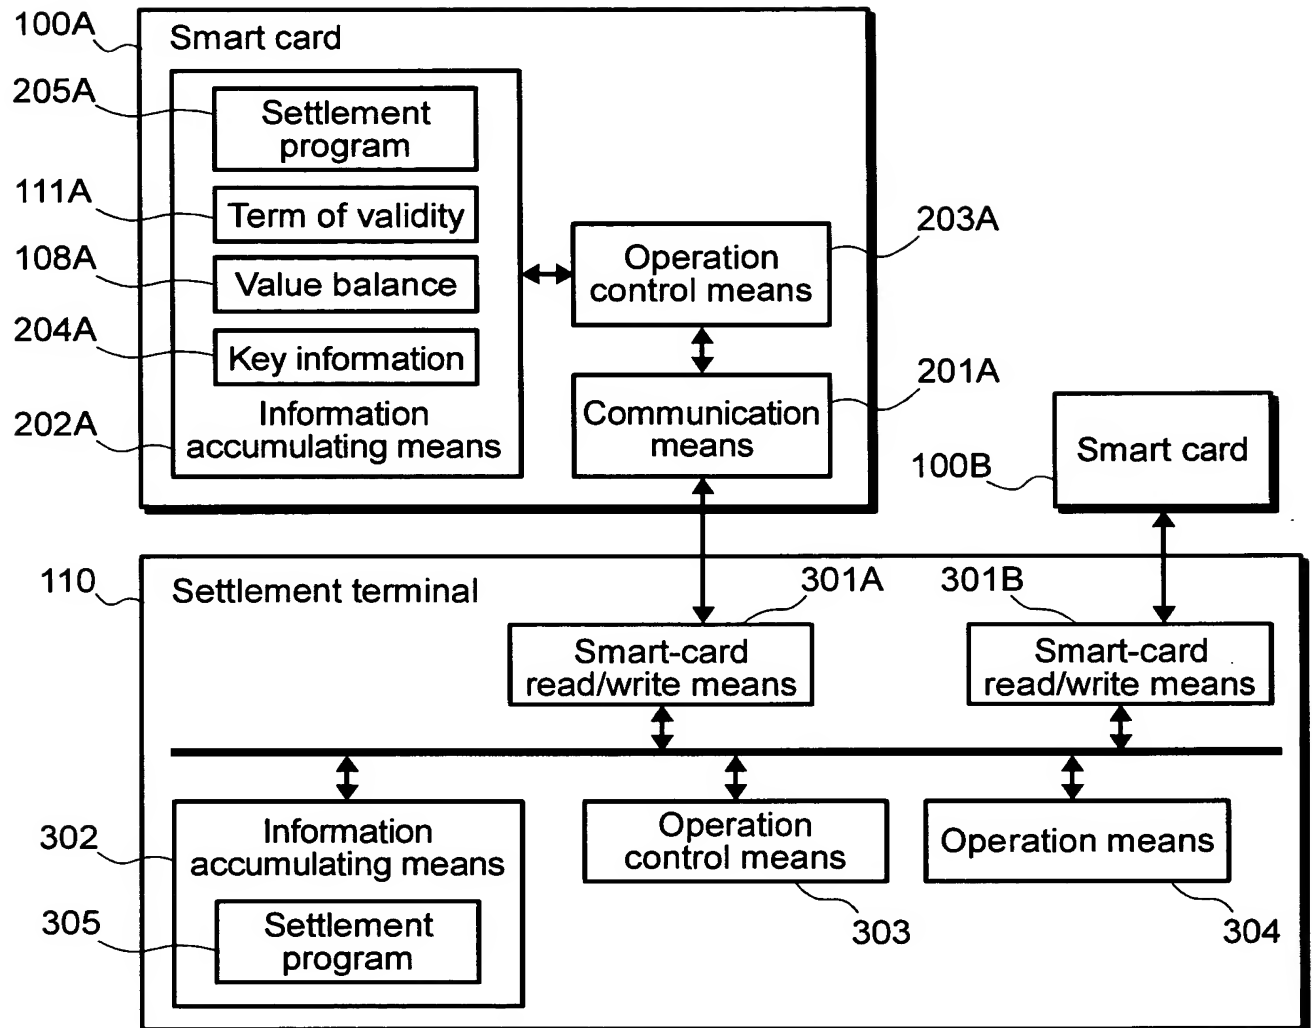 100A
Smart card
205A
Settlement
program
111A
Term of validity
108A
Value balance
204A
Key information
202A
Information
accumulating means
Operation
control means
203A
Communication
means
201A
Smart card
100B
110
Settlement terminal
301A
Smart-card
read/write means
301B
Smart-card
read/write means
302
Information
accumulating means
305
Settlement
program
Operation
control means
303
Operation means
304